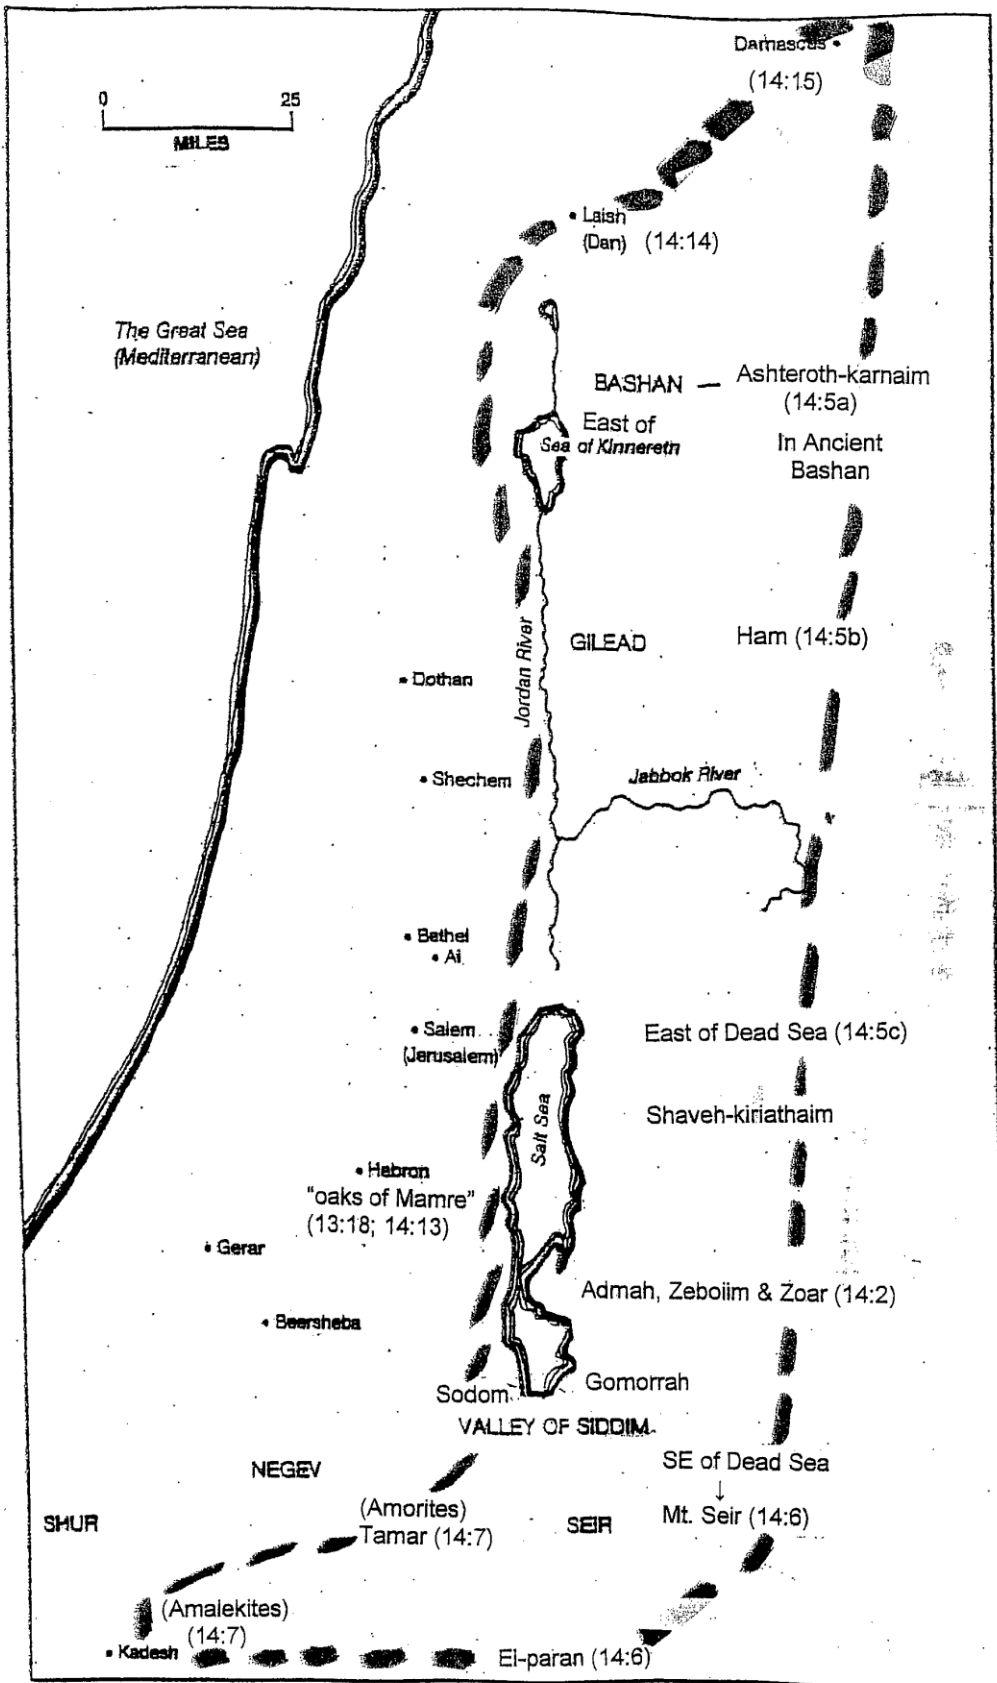 Damascus
(14:15)
0 25
MILES
Laish
(Dan) (14:14)
The Great Sea
(Mediterranean)
BASHAN — Ashteroth-karnaim
(14:5a)
East of
Sea of Kinnereth
In Ancient
Bashan
Jordan River
GILEAD
Ham (14:5b)
Dothan
Shechem
Jabbok River
Bethel
Ai
Salem
(Jerusalem)
East of Dead Sea (14:5c)
Salt Sea
Shaveh-kiriathaim
Hebron
"oaks of Mamre"
(13:18; 14:13)
Gerar
Admah, Zeboiim & Zoar (14:2)
Beersheba
Sodom
Gomorrah
VALLEY OF SIDDIM
SE of Dead Sea
↓
Mt. Seir (14:6)
NEGEV
SHUR
(Amorites)
Tamar (14:7)
SEIR
(Amalekites)
(14:7)
Kadesh
El-paran (14:6)